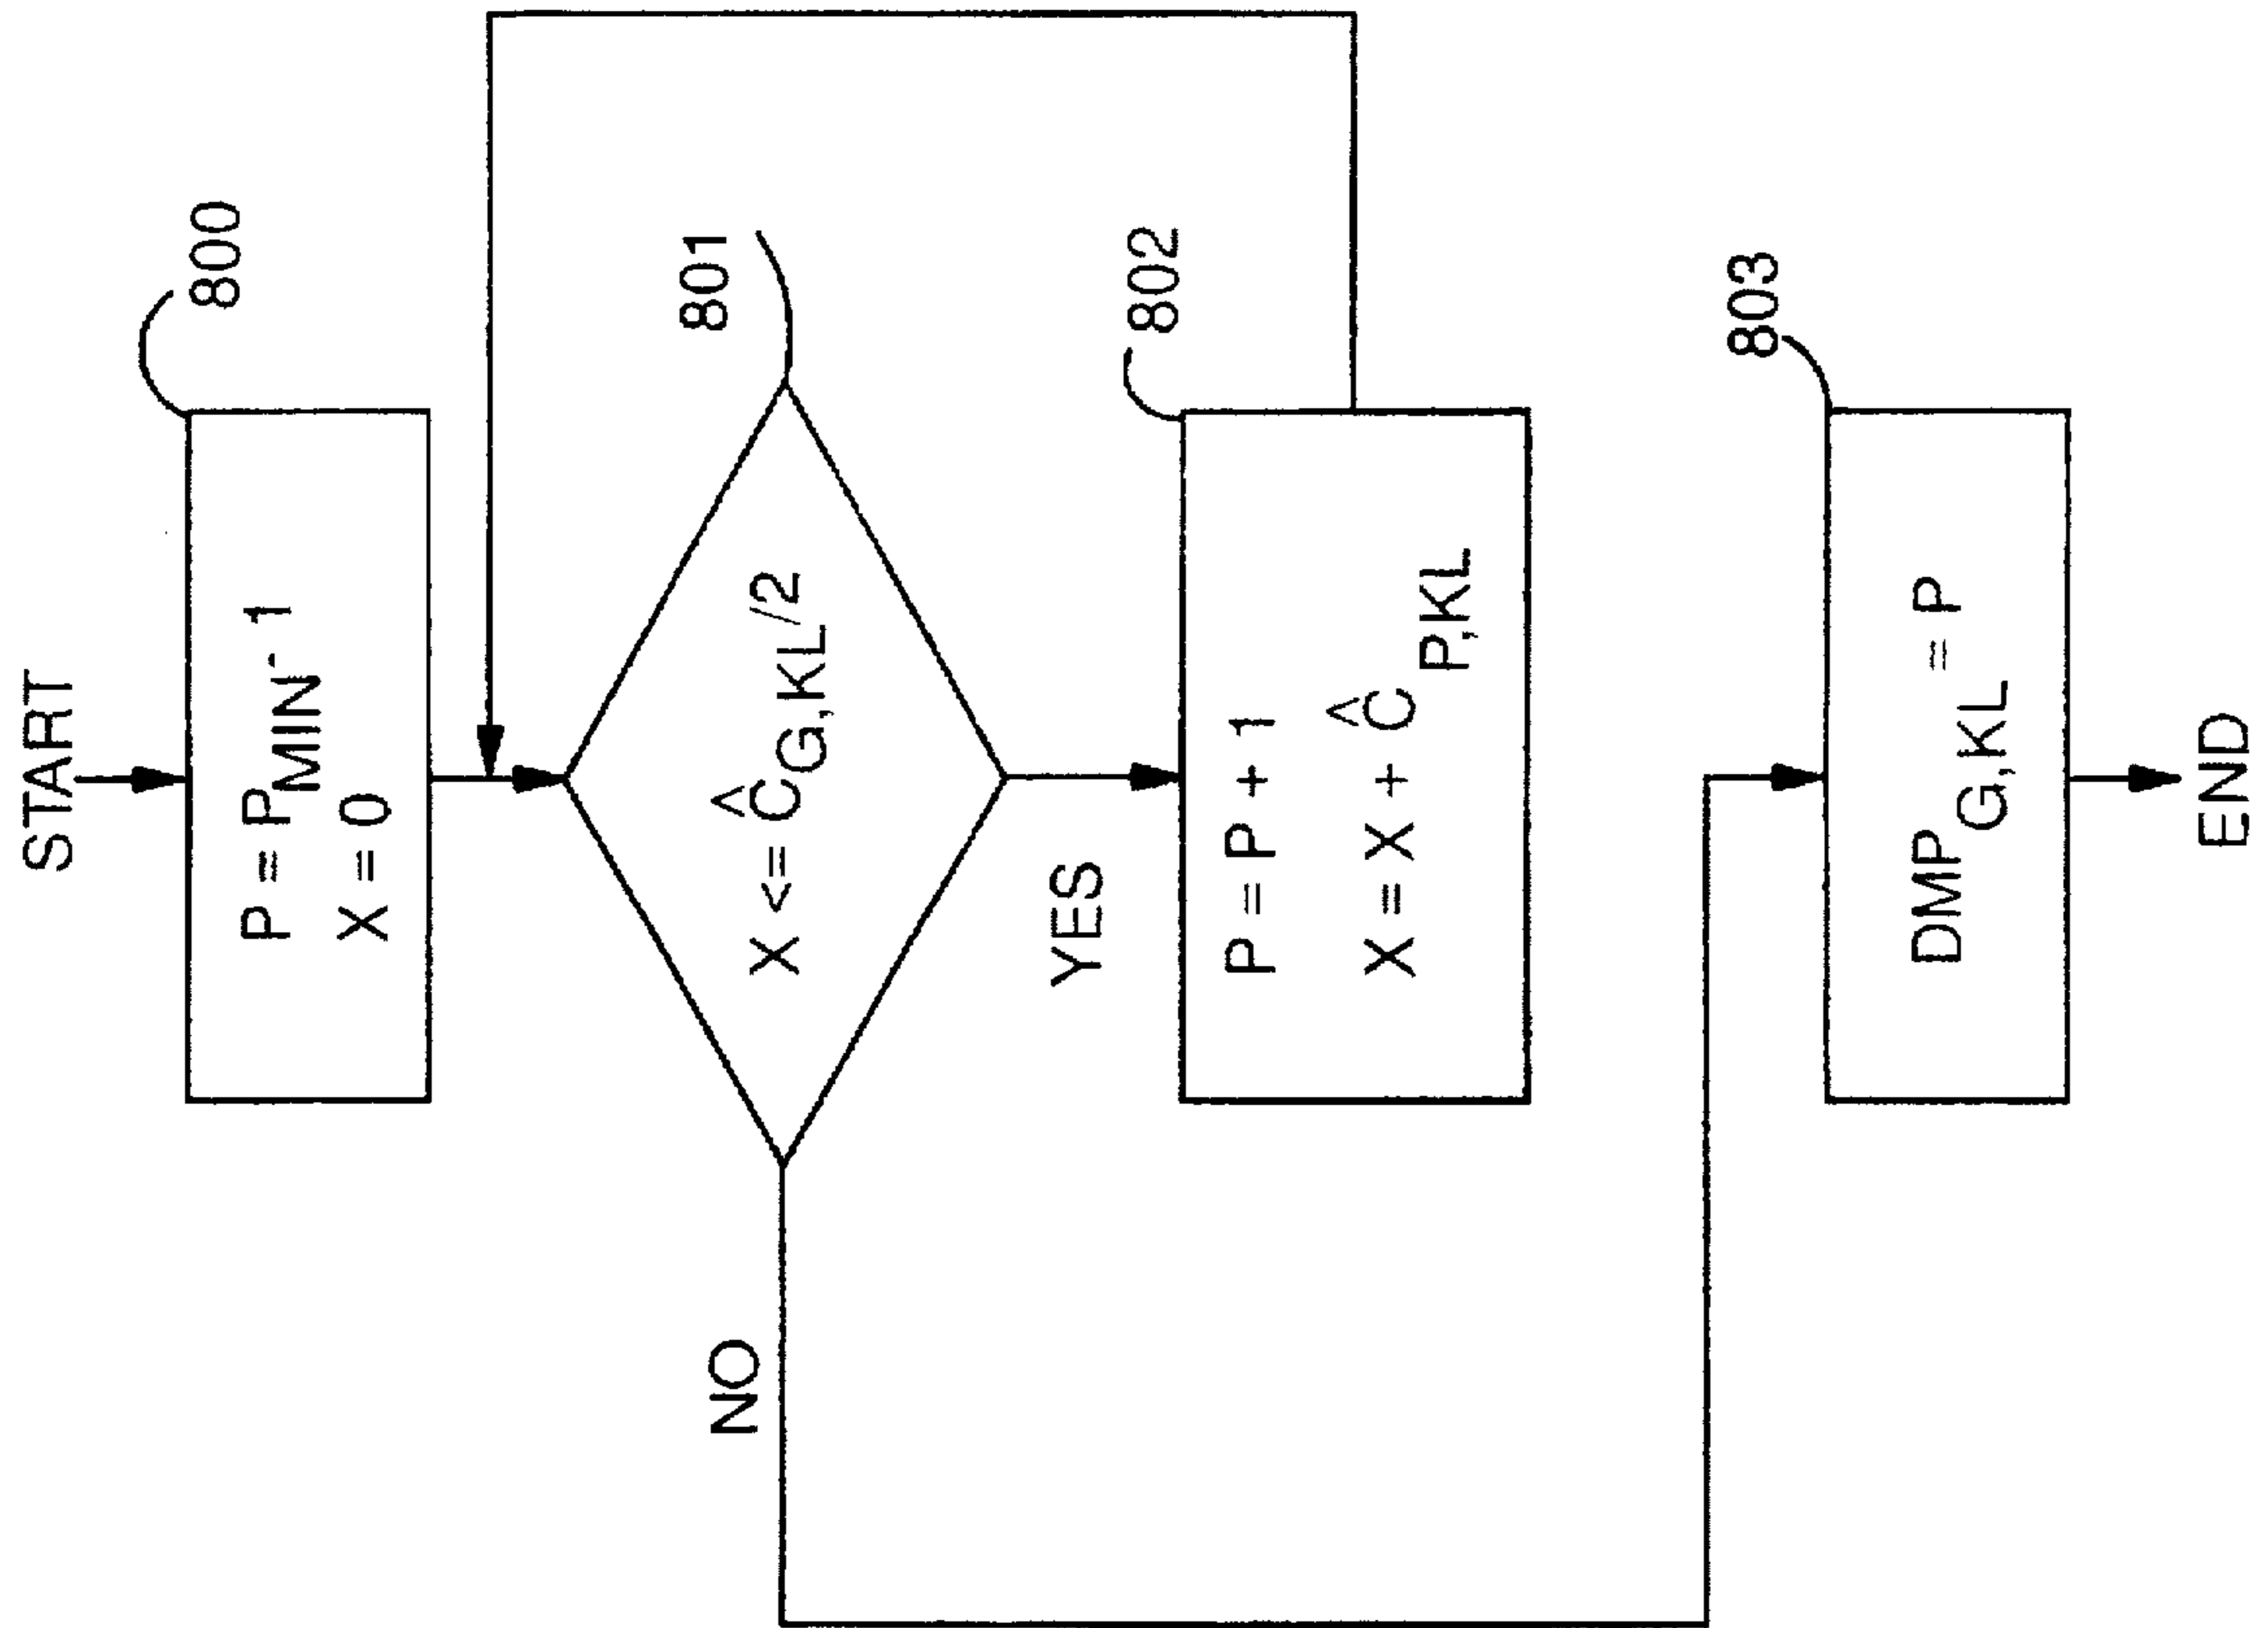 START
800
P = P_MIN - 1
X = 0
801
X <= Ĉ_G,KL/2
YES
NO
802
P = P + 1
X = X + Ĉ_P,KL
803
DMP_G,KL = P
END